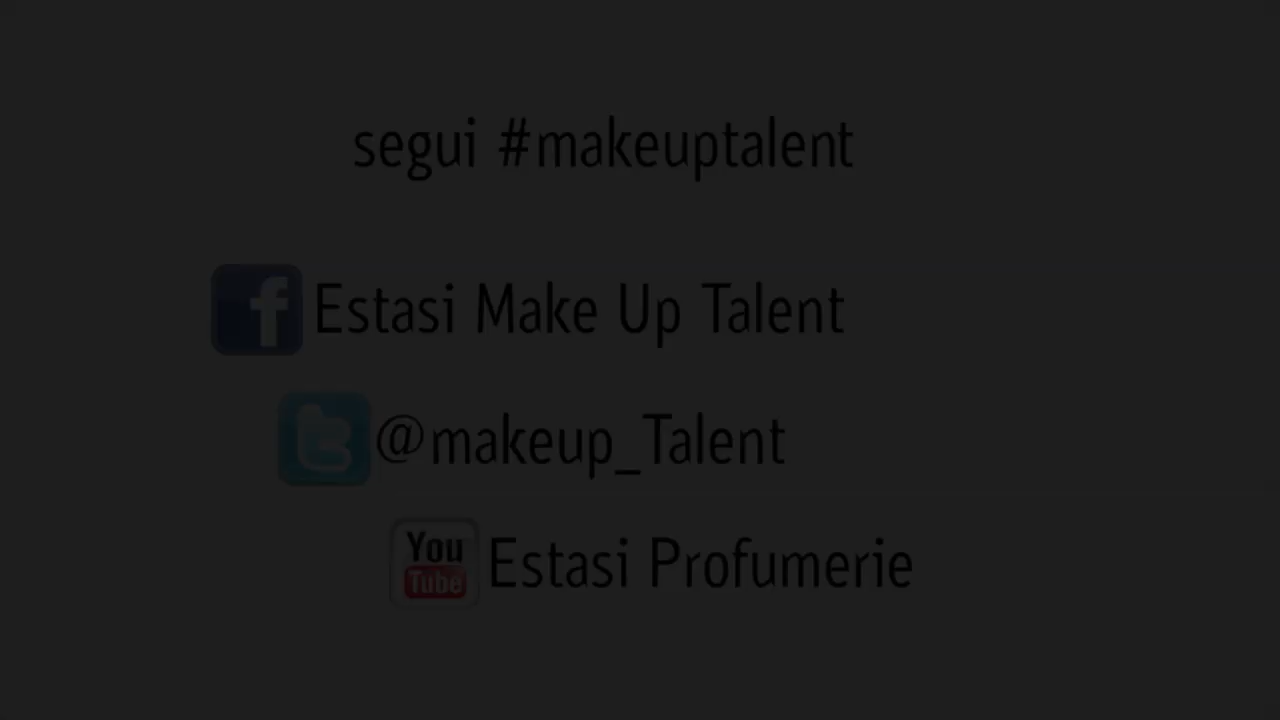 segui #makeuptalent
f Estasi Make Up Talent
t @makeup_Talent
You Tube Estasi Profumerie